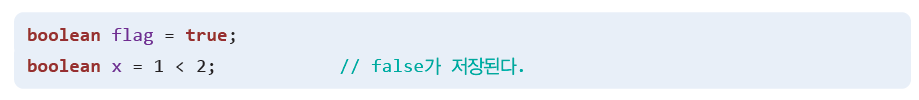 boolean flag = true;
boolean x = 1 < 2; // false가 저장된다.